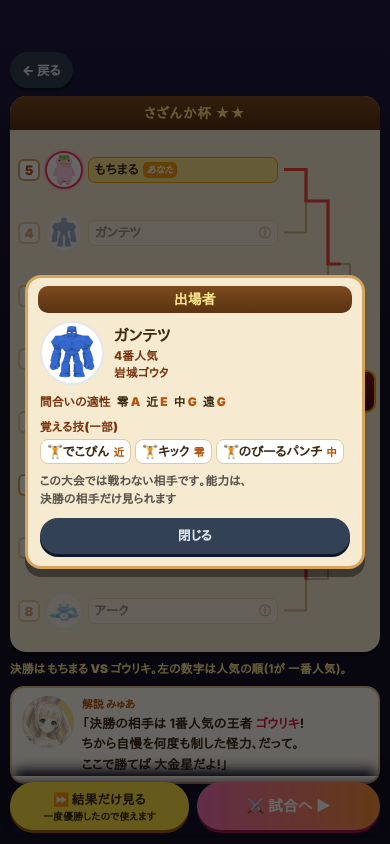 ← 戻る
さざんか杯 ★★
5 もちまる あなた
4 ガンテツ ⓘ
出場者
ガンテツ
4番人気
岩城ゴウタ
間合いの適性 零A 近E 中G 遠G
覚える技(一部)
でこぴん 近 キック 零 のびーるパンチ 中
この大会では戦わない相手です。能力は、
決勝の相手だけ見られます
閉じる
8 アーク ⓘ
決勝は もちまる VS ゴウリキ。左の数字は人気の順(1が 一番人気)。
解説 みゅあ
「決勝の相手は 1番人気の王者 ゴウリキ!
ちから自慢を何度も制した怪力、だって。
ここで勝てば 大金星だよ!」
⏩ 結果だけ見る
一度優勝したので使えます
⚔️ 試合へ ▶